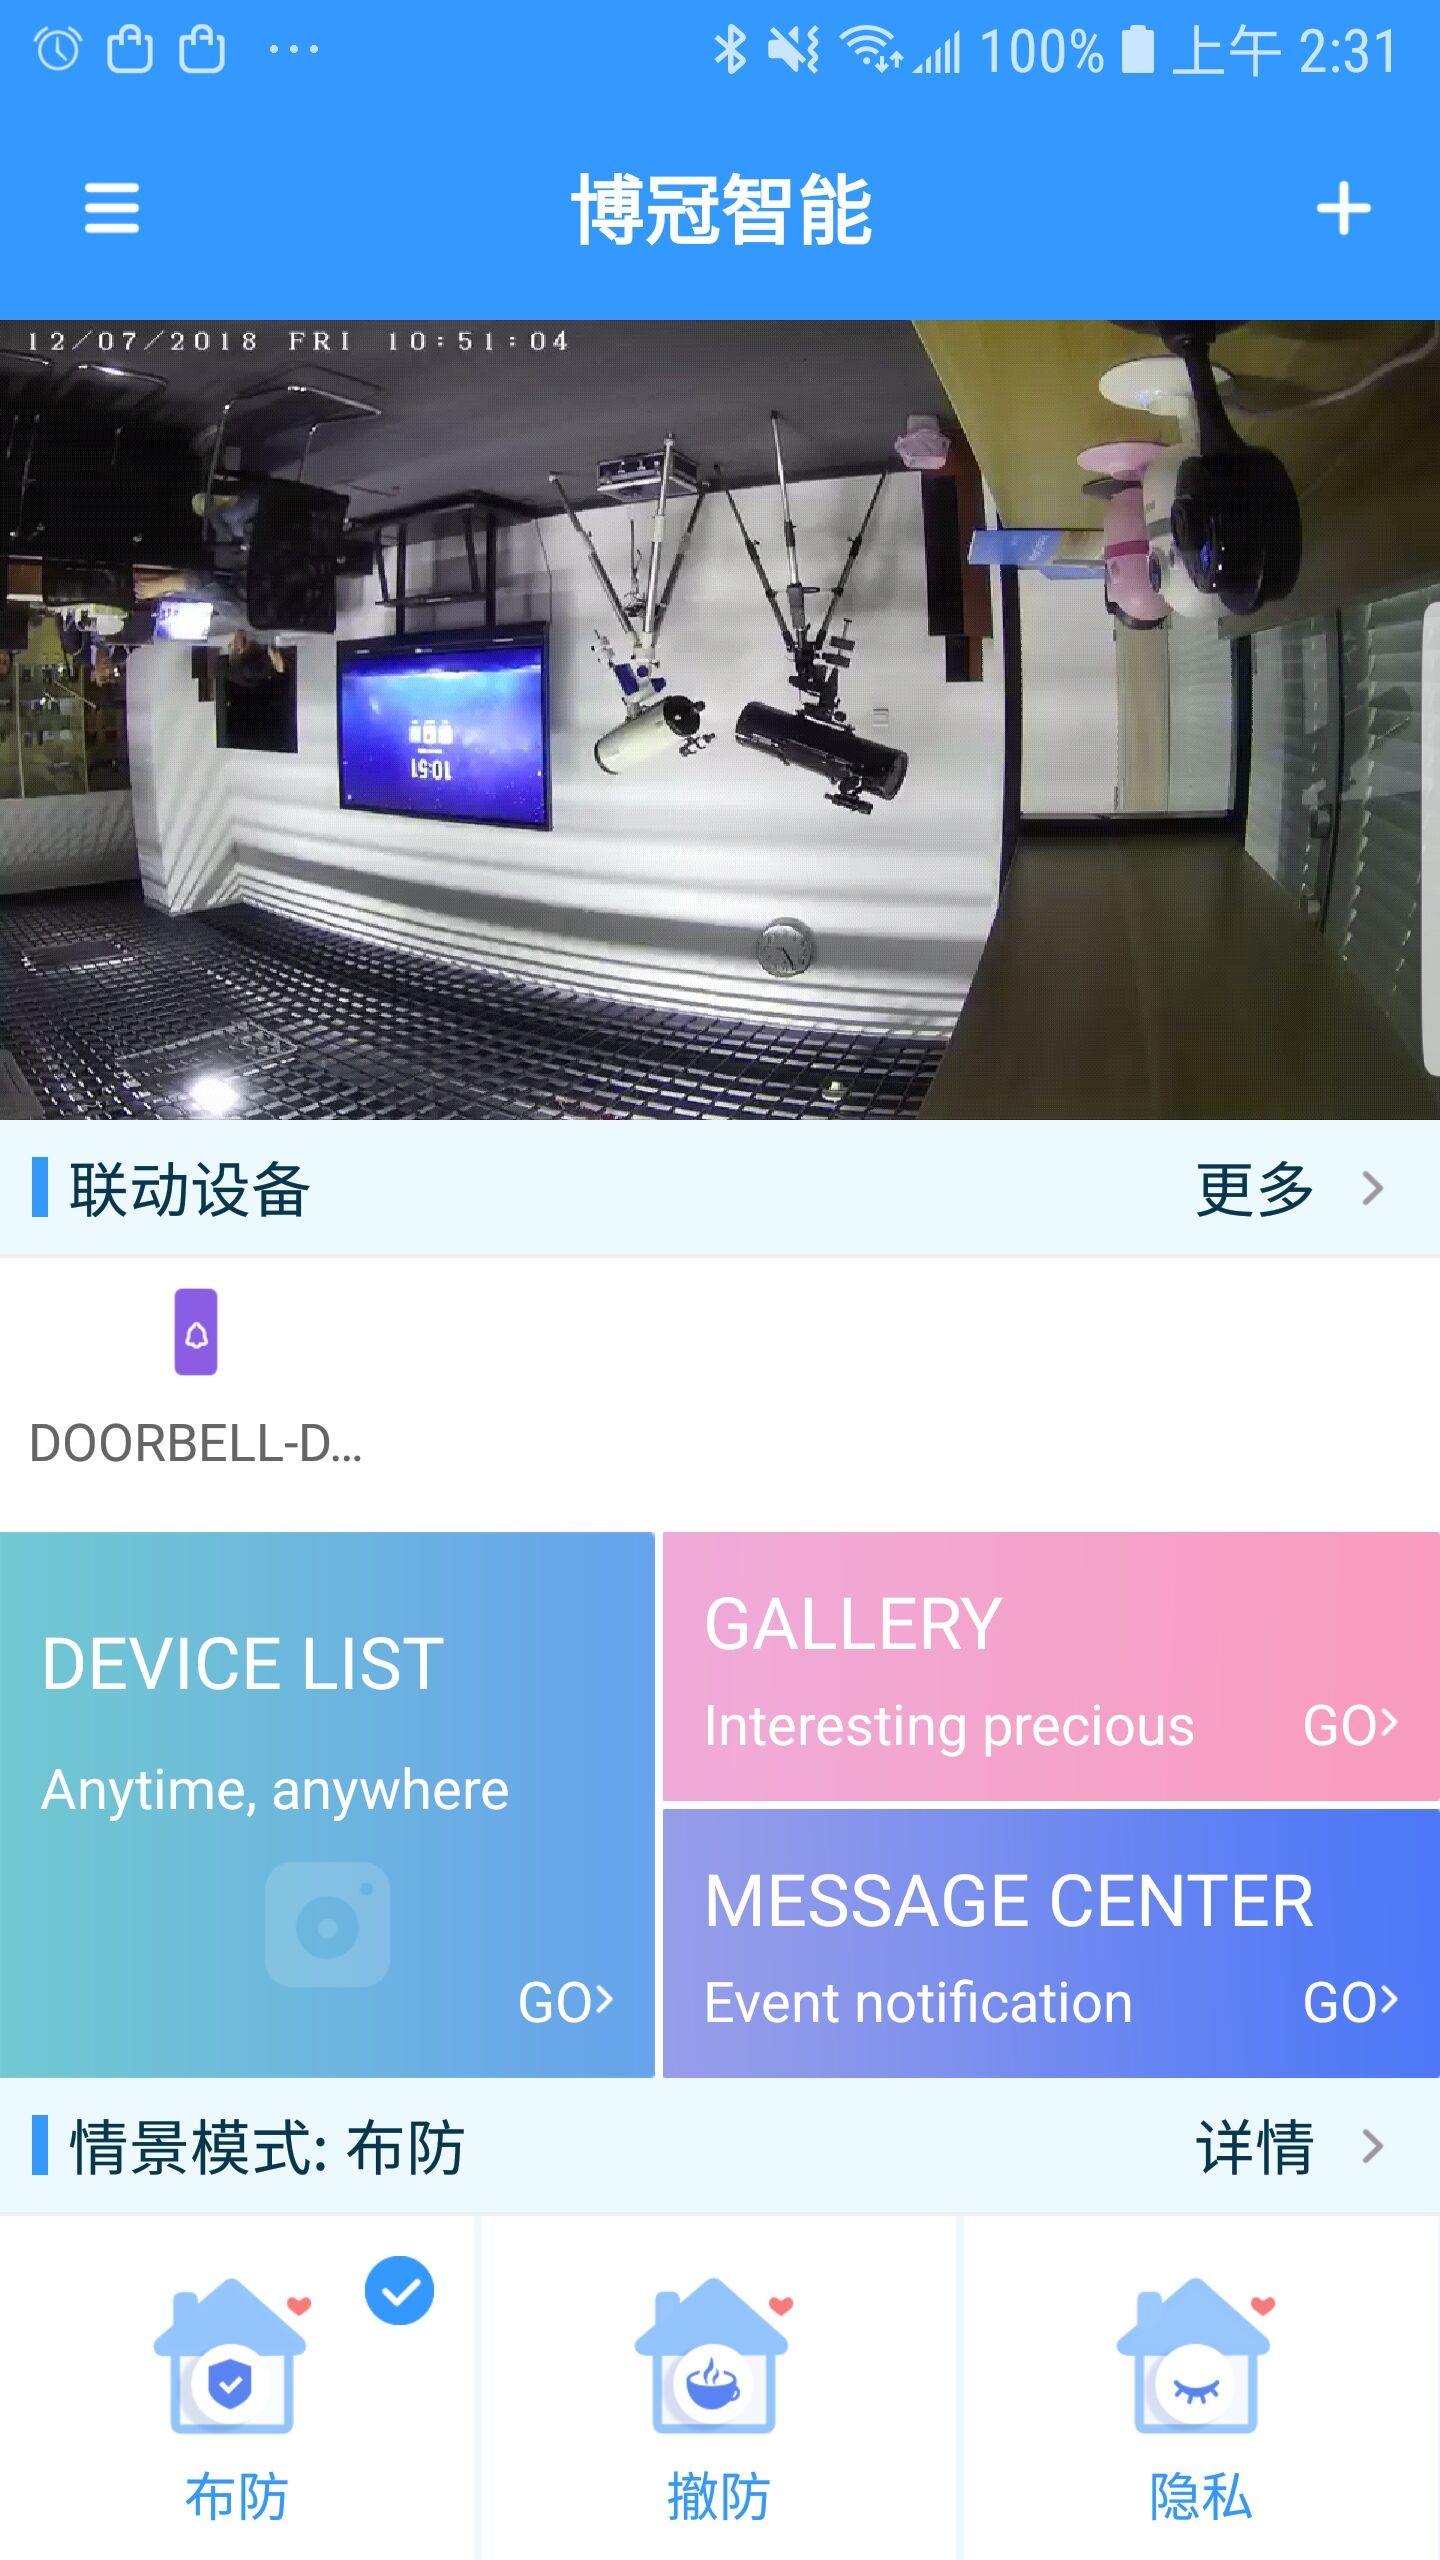 100% 上午 2:31
博冠智能
12/07/2018 FRI 10:51:04
10:51
联动设备
更多
DOORBELL-D...
DEVICE LIST
Anytime, anywhere
GO
GALLERY
Interesting precious
GO
MESSAGE CENTER
Event notification
GO
情景模式: 布防
详情
布防
撤防
隐私